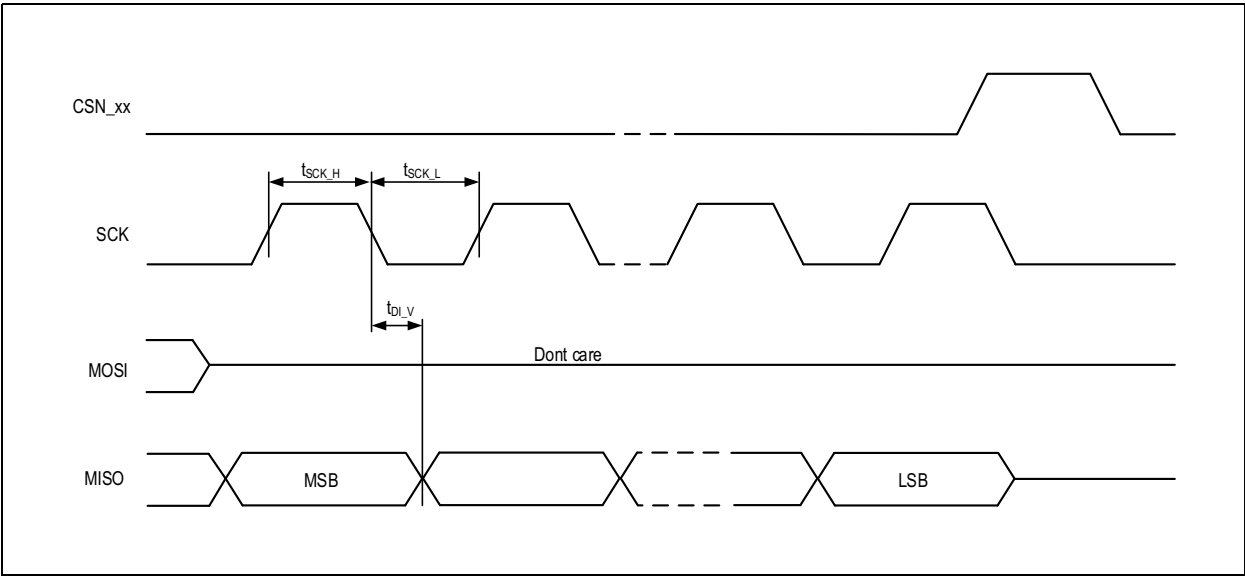 CSN_xx
tSCK_H
tSCK_L
SCK
tDI_V
Dont care
MOSI
MISO
MSB
LSB